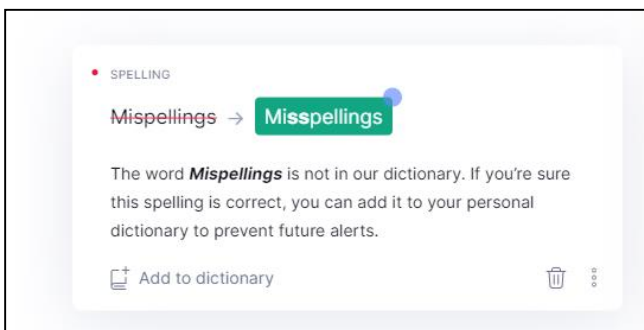 SPELLING
Mispellings → Misspellings
The word Mispellings is not in our dictionary. If you’re sure
this spelling is correct, you can add it to your personal
dictionary to prevent future alerts.
Add to dictionary